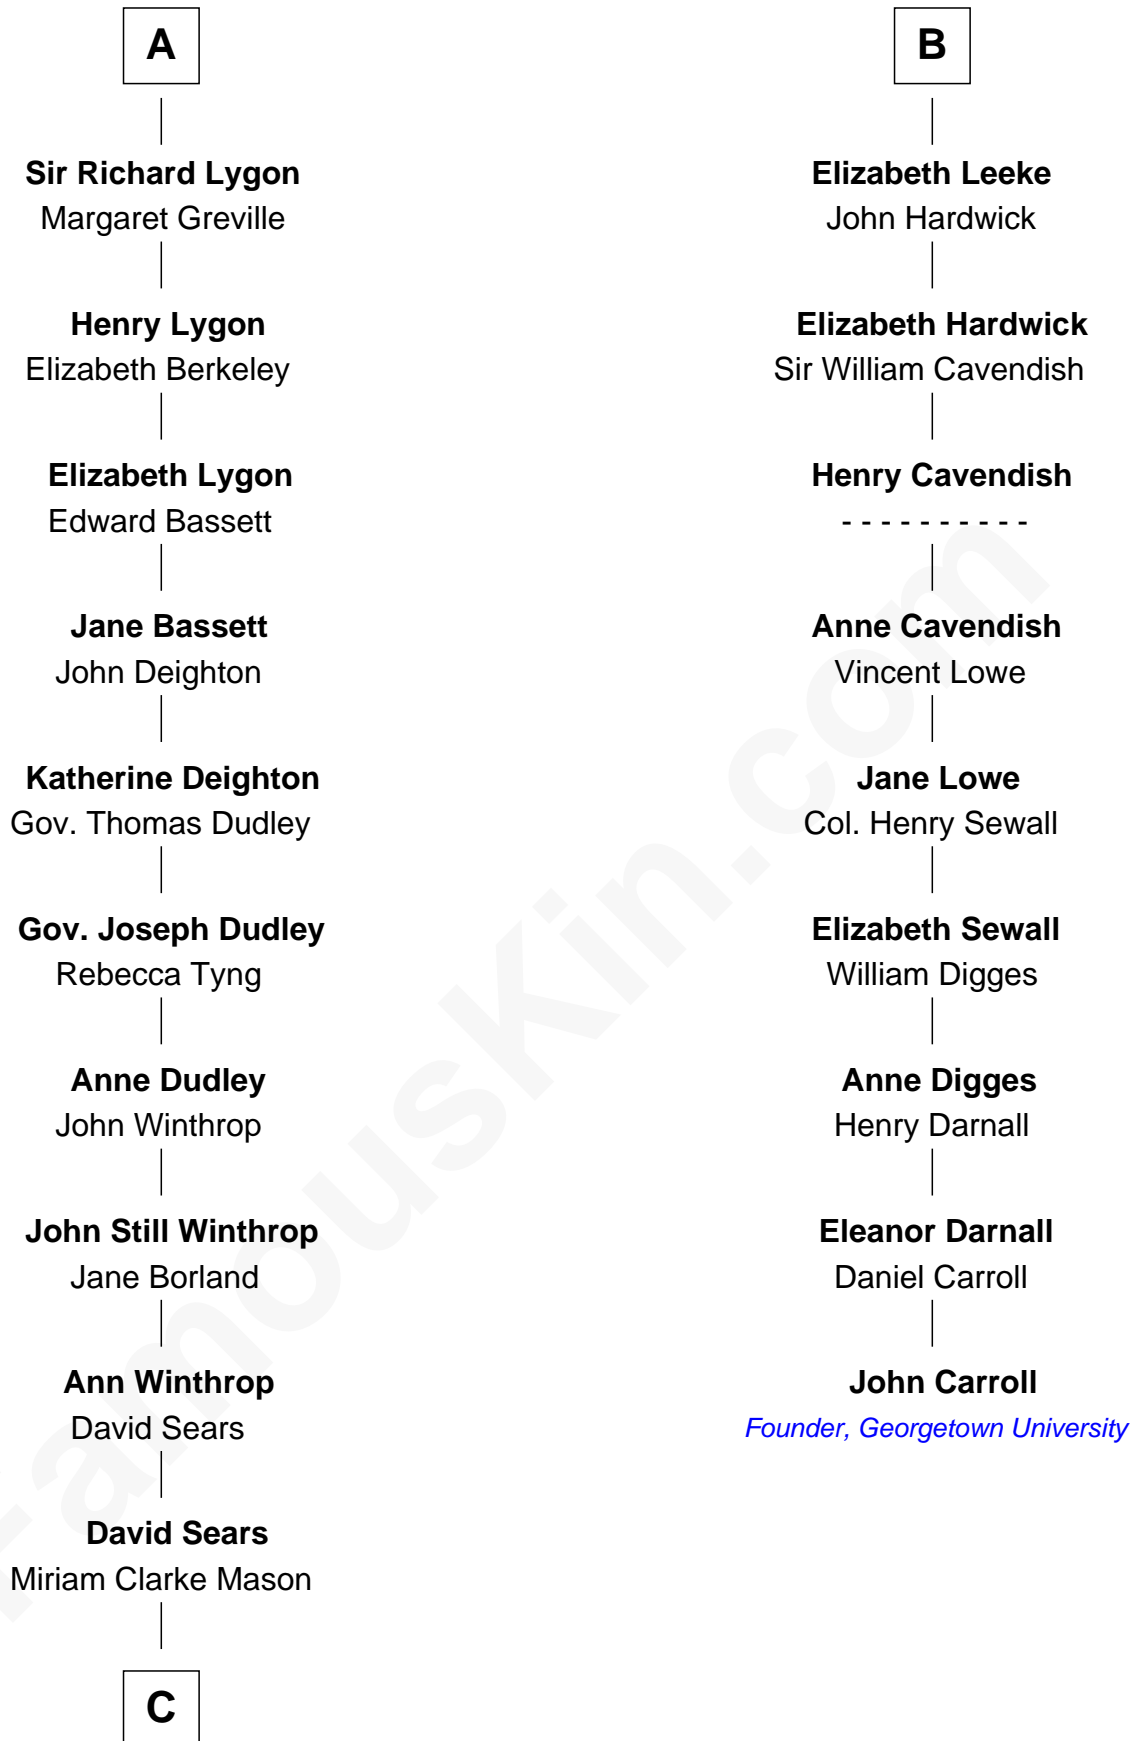 A
Sir Richard Lygon
Margaret Greville
Henry Lygon
Elizabeth Berkeley
Elizabeth Lygon
Edward Bassett
Jane Bassett
John Deighton
Katherine Deighton
Gov. Thomas Dudley
Gov. Joseph Dudley
Rebecca Tyng
Anne Dudley
John Winthrop
John Still Winthrop
Jane Borland
Ann Winthrop
David Sears
David Sears
Miriam Clarke Mason
C
B
Elizabeth Leeke
John Hardwick
Elizabeth Hardwick
Sir William Cavendish
Henry Cavendish
- - - - - - - - - -
Anne Cavendish
Vincent Lowe
Jane Lowe
Col. Henry Sewall
Elizabeth Sewall
William Digges
Anne Digges
Henry Darnall
Eleanor Darnall
Daniel Carroll
John Carroll
Founder, Georgetown University
FamousKin.com